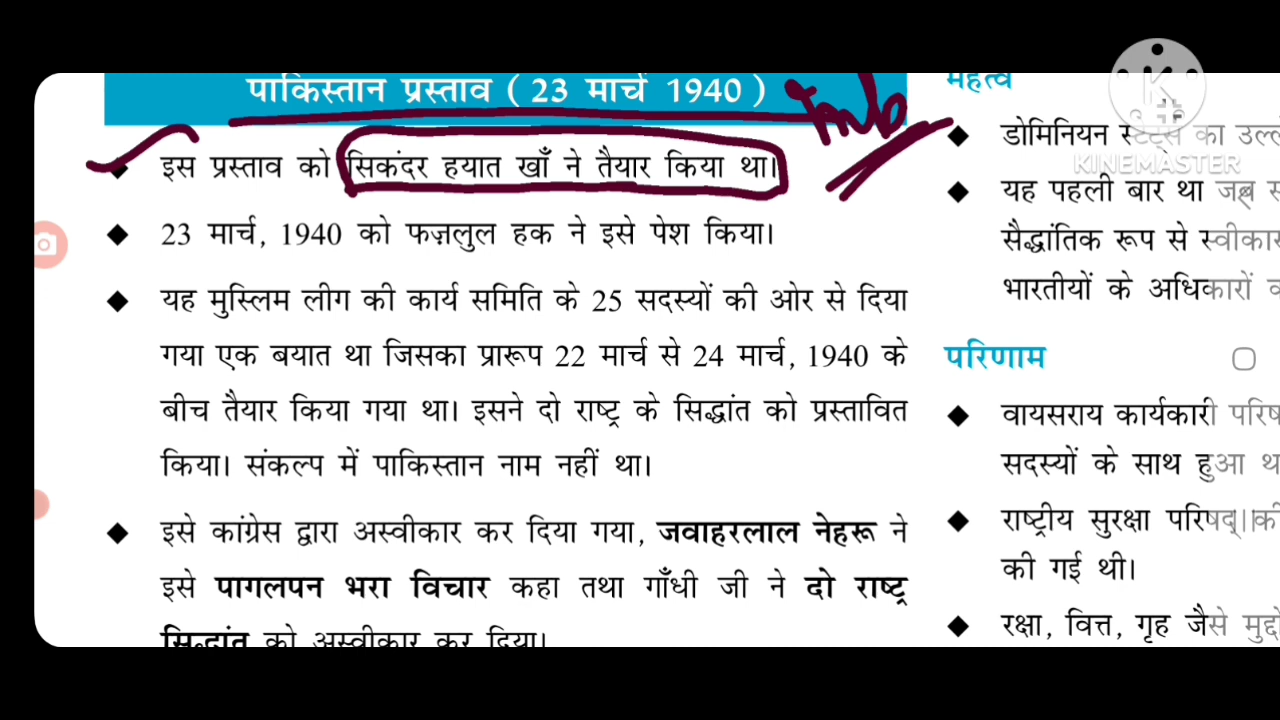 पाकिस्तान प्रस्ताव ( 23 मार्च 1940 )
इस प्रस्ताव को सिकंदर हयात खाँ ने तैयार किया था।
23 मार्च, 1940 को फज़लुल हक ने इसे पेश किया।
यह मुस्लिम लीग की कार्य समिति के 25 सदस्यों की ओर से दिया
गया एक बयात था जिसका प्रारूप 22 मार्च से 24 मार्च, 1940 के
बीच तैयार किया गया था। इसने दो राष्ट्र के सिद्धांत को प्रस्तावित
किया। संकल्प में पाकिस्तान नाम नहीं था।
इसे कांग्रेस द्वारा अस्वीकार कर दिया गया, जवाहरलाल नेहरू ने
इसे पागलपन भरा विचार कहा तथा गाँधी जी ने दो राष्ट्र
सिद्धांत को अस्वीकार कर दिया।
महत्व
डोमिनियन स्टेट्स का
यह पहली बार था
सैद्धांतिक रूप से
भारतीयों के अधिकारों
परिणाम
वायसराय कार्यकारी
सदस्यों के साथ हुआ
राष्ट्रीय सुरक्षा परिषद् की
की गई थी।
रक्षा, वित्त, गृह जैसे
KINEMASTER